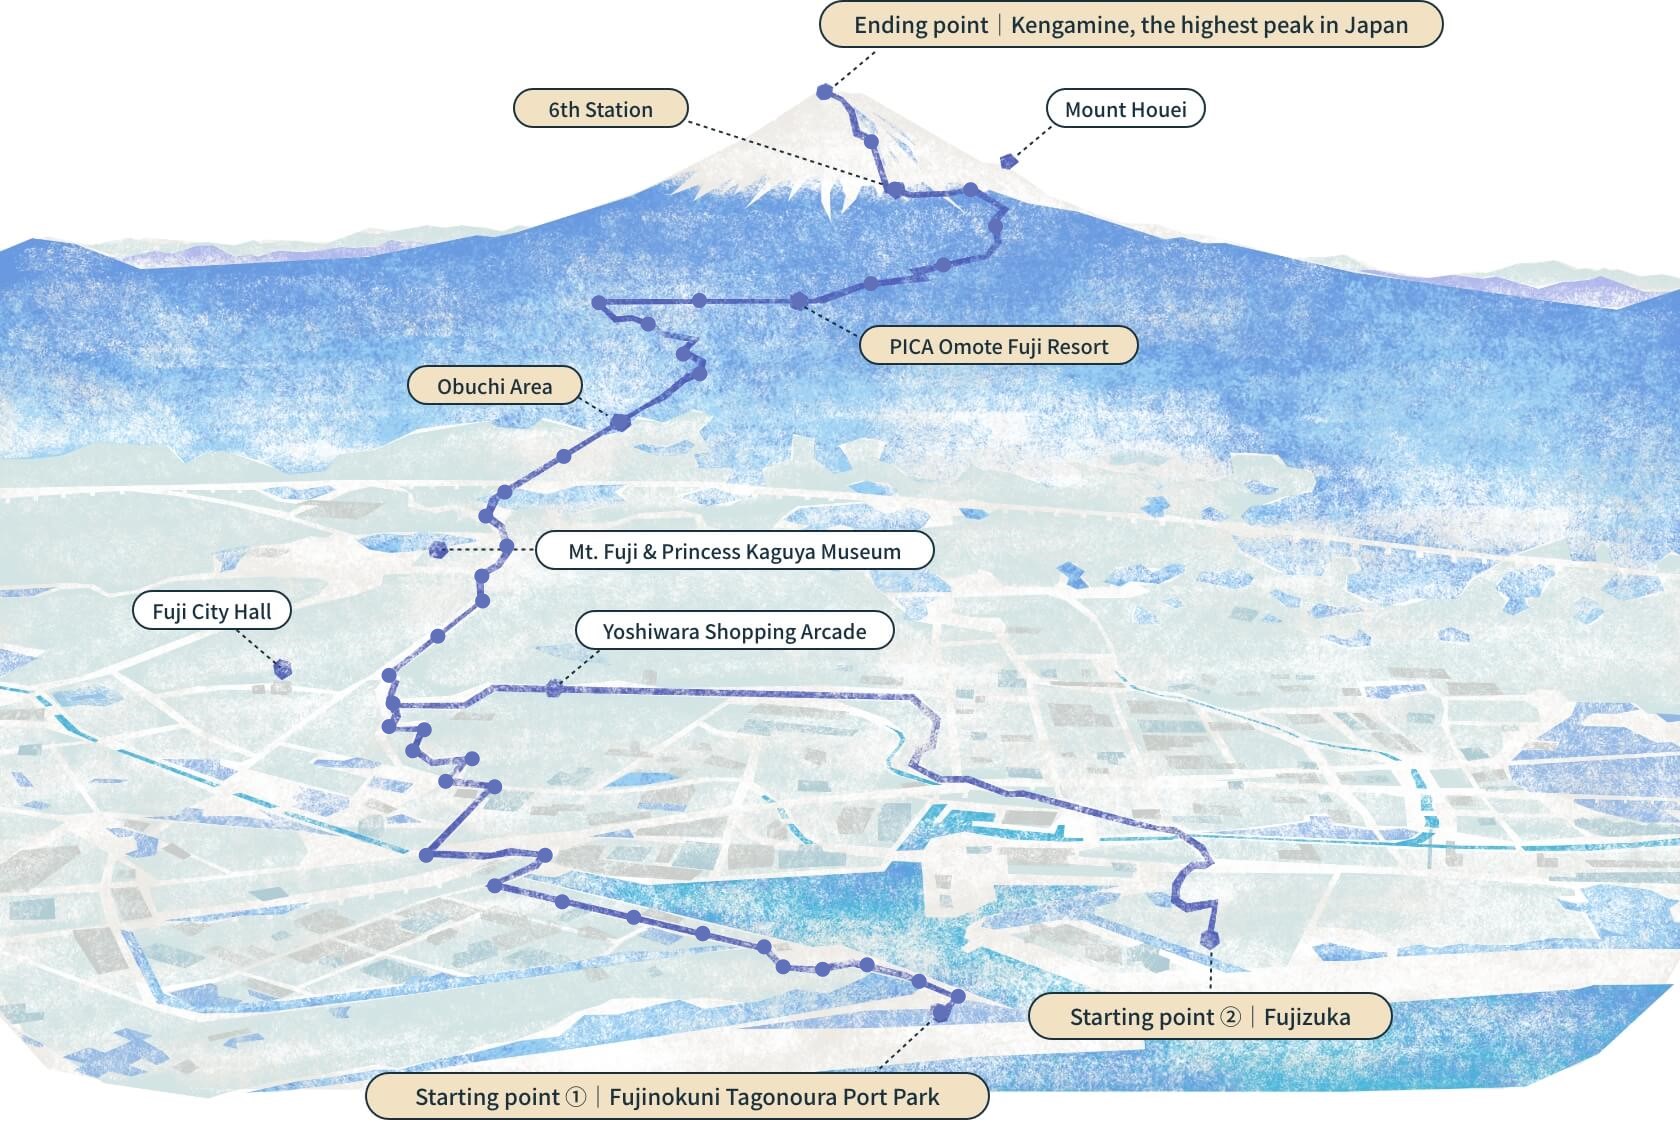 Ending point｜Kengamine, the highest peak in Japan
6th Station
Mount Houei
PICA Omote Fuji Resort
Obuchi Area
Mt. Fuji & Princess Kaguya Museum
Fuji City Hall
Yoshiwara Shopping Arcade
Starting point ②｜Fujizuka
Starting point ①｜Fujinokuni Tagonoura Port Park